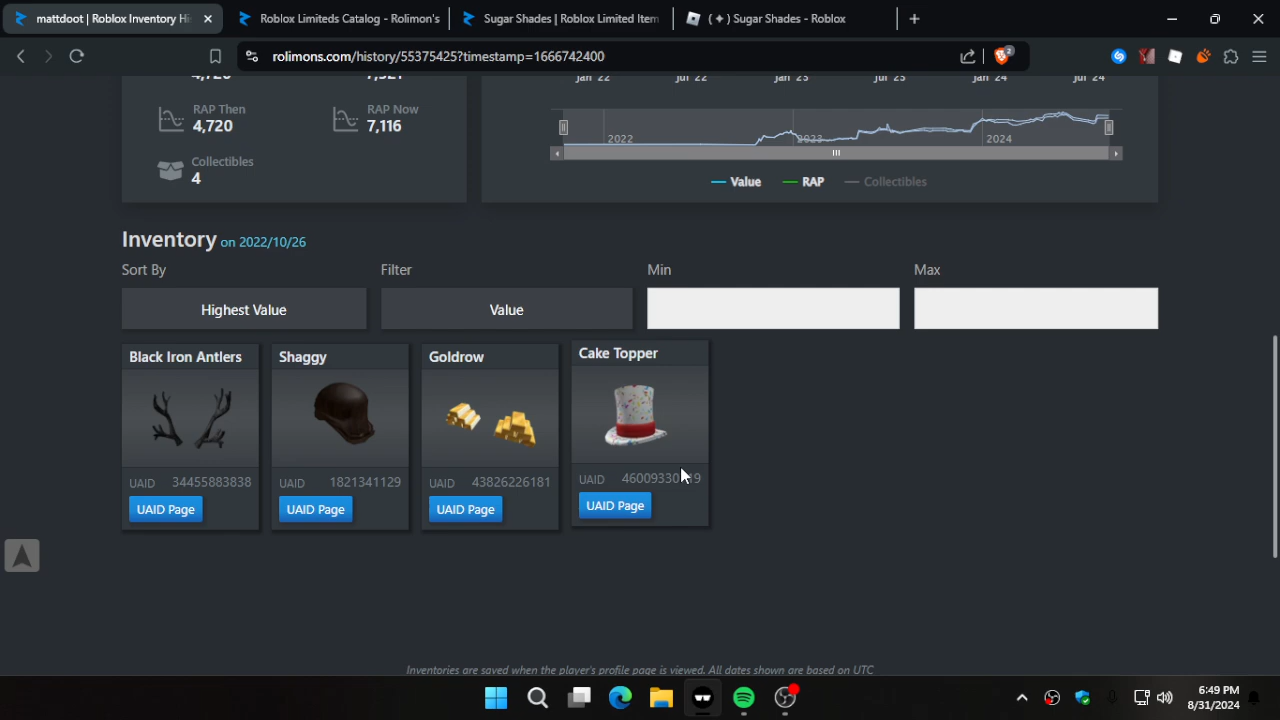 mattdoot | Roblox Inventory Hi
Roblox Limiteds Catalog - Rolimon's
Sugar Shades | Roblox Limited Item
(✦) Sugar Shades - Roblox
rolimons.com/history/55375425?timestamp=1666742400
2
RAP Then
4,720
RAP Now
7,116
Collectibles
4
Jan '22
Jul '22
Jan '23
Jul '23
Jan '24
Jul '24
2022
2023
2024
Value
RAP
Collectibles
Inventory on 2022/10/26
Sort By
Filter
Min
Max
Highest Value
Value
Black Iron Antlers
Shaggy
Goldrow
Cake Topper
UAID 34455883838
UAID 1821341129
UAID 43826226181
UAID
UAID Page
UAID Page
UAID Page
UAID Page
Inventories are saved when the player's profile page is viewed. All dates shown are based on UTC
6:49 PM
8/31/2024